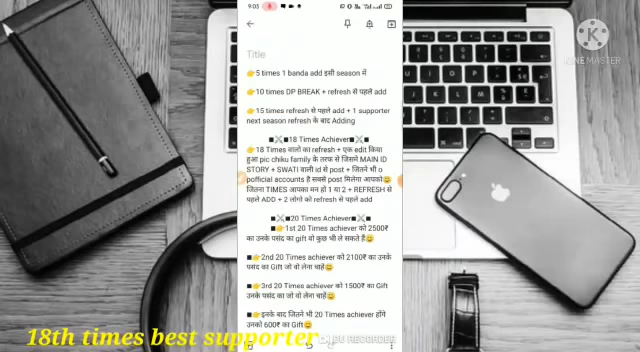 9:03
KINEMASTER
Title
👉5 times 1 banda add इसी season में
👉10 times DP BREAK + refresh से पहले add
👉15 times refresh से पहले add + 1 supporter
next season refresh के बाद Adding
◾⚔◾18 Times Achiever◾⚔◾
👉18 Times वालों का refresh + एक edit किया
हुआ pic chiku family के तरफ से जिसमें MAIN ID
STORY + SWATI वाली id से post + जितने भी o
pofficial accounts है सबसे post मिलेगा आपको😄
जितना TIMES आपका मन हो 1 या 2 + REFRESH से
पहले ADD + 2 लोगो को refresh से पहले add
◾⚔◾20 Times Achiever◾⚔◾
◾👉1st 20 Times achiever को 2500₹
का उनके पसंद का gift वो कुछ भी ले सकते हैं😄
◾👉2nd 20 Times achiever को 2100₹ का उनके
पसंद का Gift जो वो लेना चाहें😄
◾👉3rd 20 Times achiever को 1500₹ का Gift
उनके पसंद का जो वो लेना चाहें😄
◾👉इनके बाद जितने भी 20 Times achiever होंगे
उनको 600₹ का Gift😄
18th times best supporter
DU RECORDER